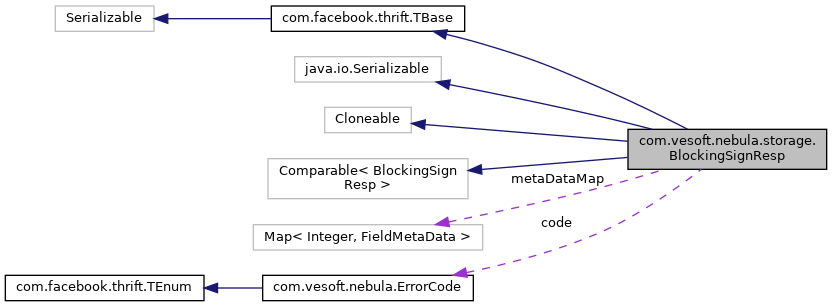 Serializable
com.facebook.thrift.TBase
java.io.Serializable
Cloneable
com.vesoft.nebula.storage.
BlockingSignResp
Comparable< BlockingSign
Resp >
metaDataMap
Map< Integer, FieldMetaData >
code
com.facebook.thrift.TEnum
com.vesoft.nebula.ErrorCode